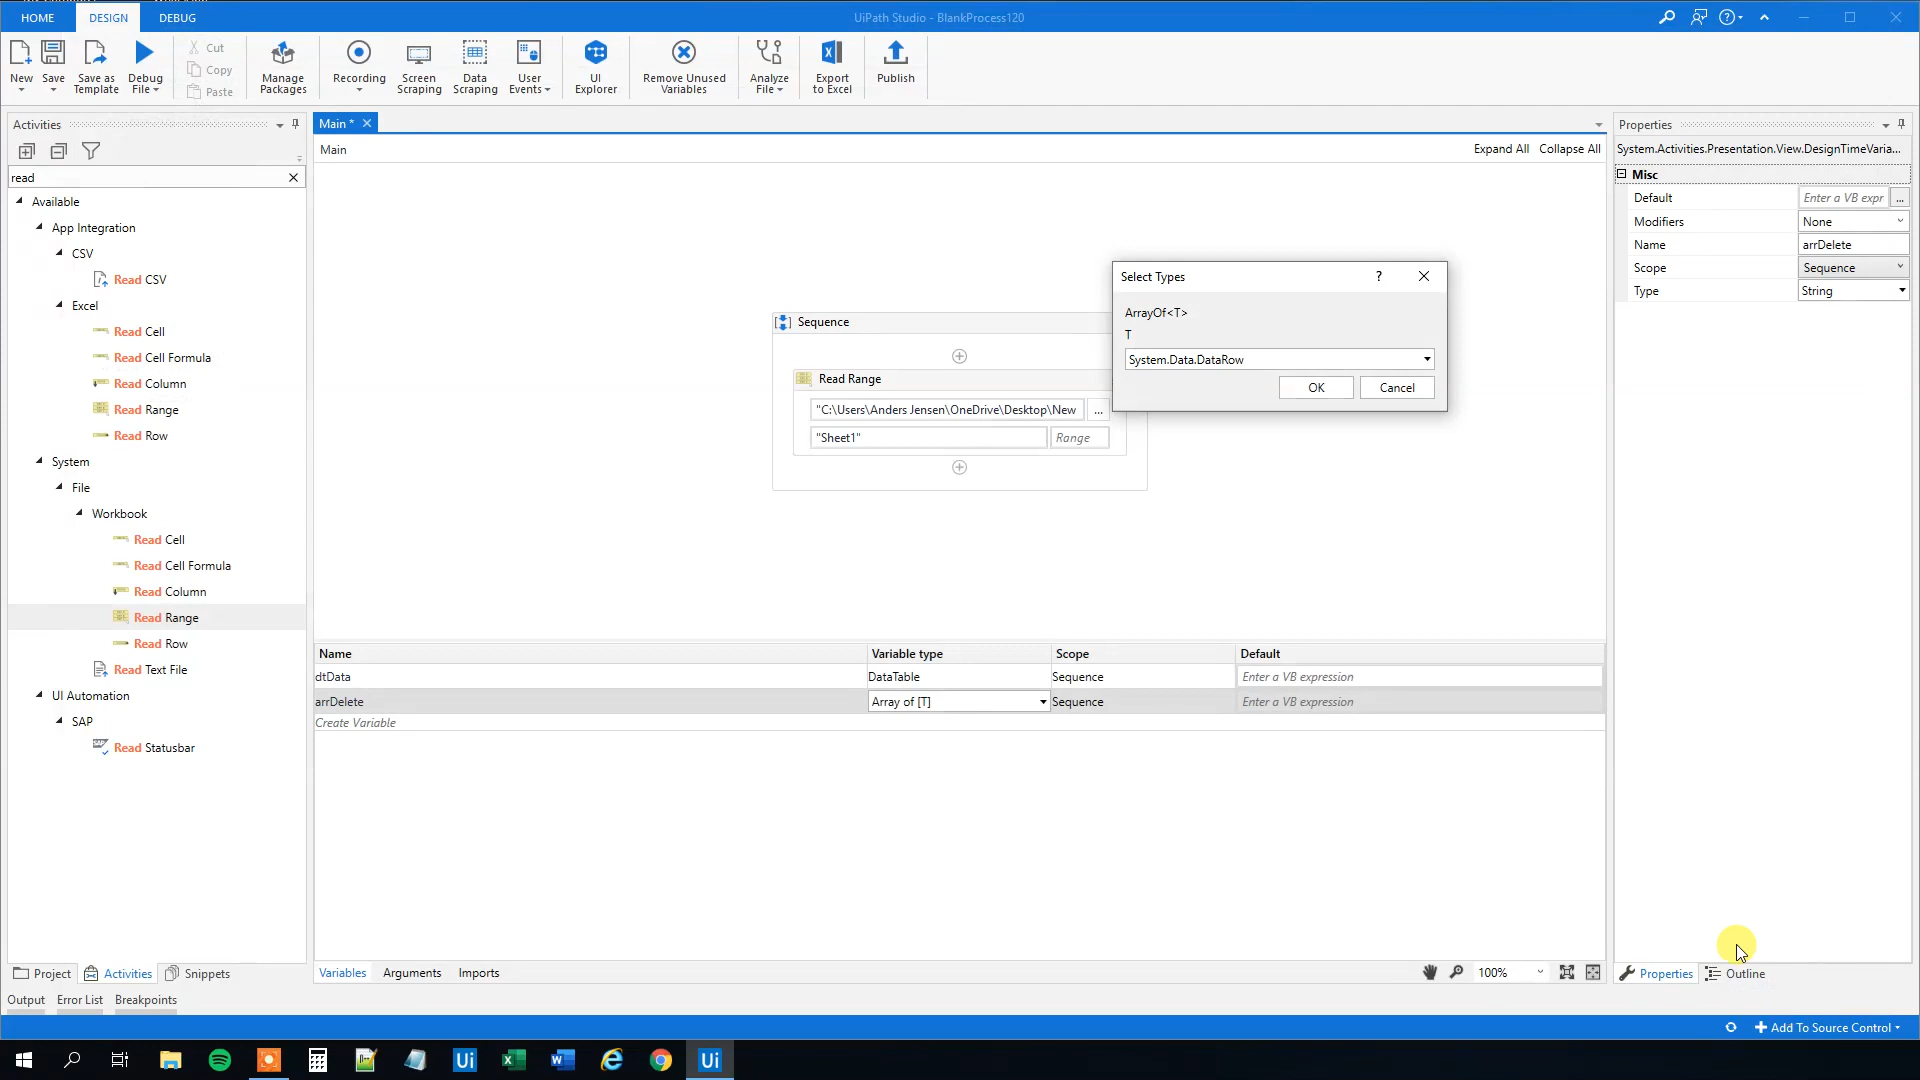 HOME DESIGN DEBUG
UiPath Studio - BlankProcess120
New
Save
Save as Template
Debug File
Cut
Copy
Paste
Manage Packages
Recording
Screen Scraping
Data Scraping
User Events
UI Explorer
Remove Unused Variables
Analyze File
Export to Excel
Publish
Activities
read
Available
App Integration
CSV
Read CSV
Excel
Read Cell
Read Cell Formula
Read Column
Read Range
Read Row
System
File
Workbook
Read Cell
Read Cell Formula
Read Column
Read Range
Read Row
Read Text File
UI Automation
SAP
Read Statusbar
Project Activities Snippets
Output Error List Breakpoints
Main *
Main
Expand All Collapse All
Sequence
Read Range
"C:\Users\Anders Jensen\OneDrive\Desktop\New ...
"Sheet1" Range
Select Types ?
ArrayOf<T>
T
System.Data.DataRow
OK Cancel
Name Variable type Scope Default
dtData DataTable Sequence Enter a VB expression
arrDelete Array of [T] Sequence Enter a VB expression
Create Variable
Variables Arguments Imports
100%
Properties
System.Activities.Presentation.View.DesignTimeVaria...
Misc
Default Enter a VB expr ...
Modifiers None
Name arrDelete
Scope Sequence
Type String
Properties Outline
Add To Source Control
Ui
Ui